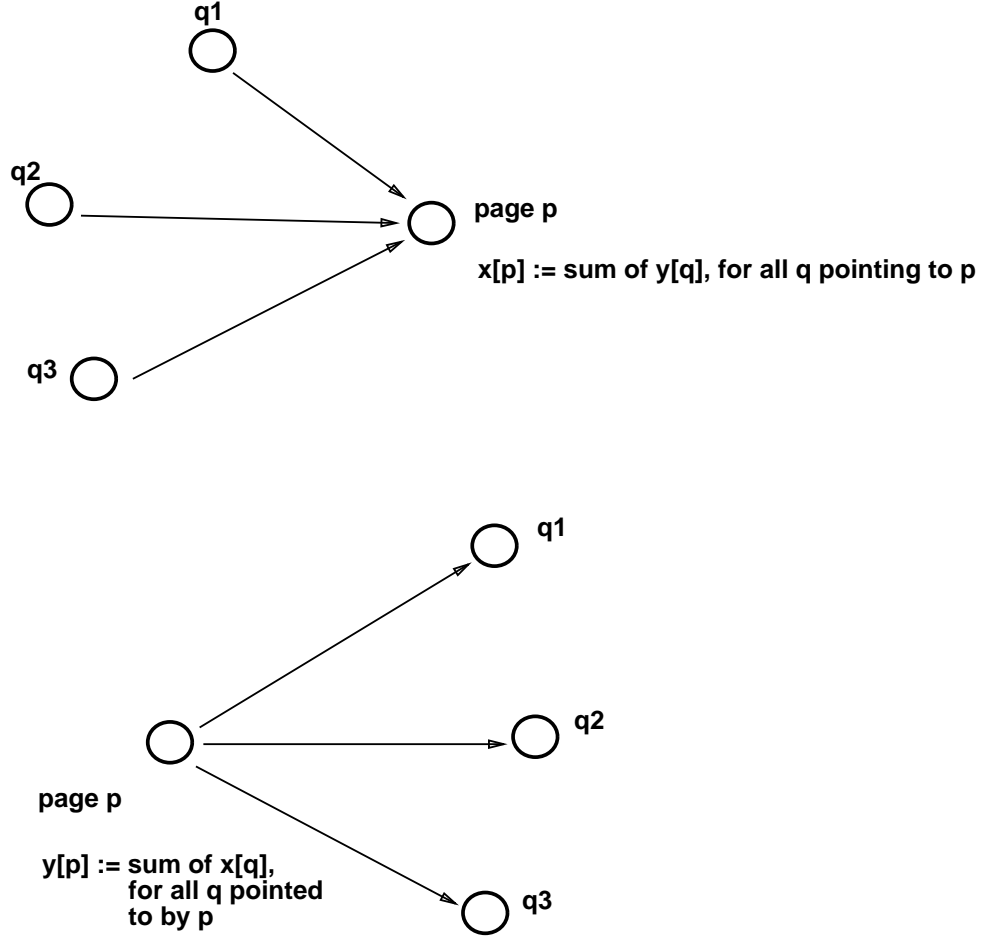 q1
q2
page p
x[p] := sum of y[q], for all q pointing to p
q3
q1
q2
page p
y[p] := sum of x[q],
for all q pointed
to by p
q3